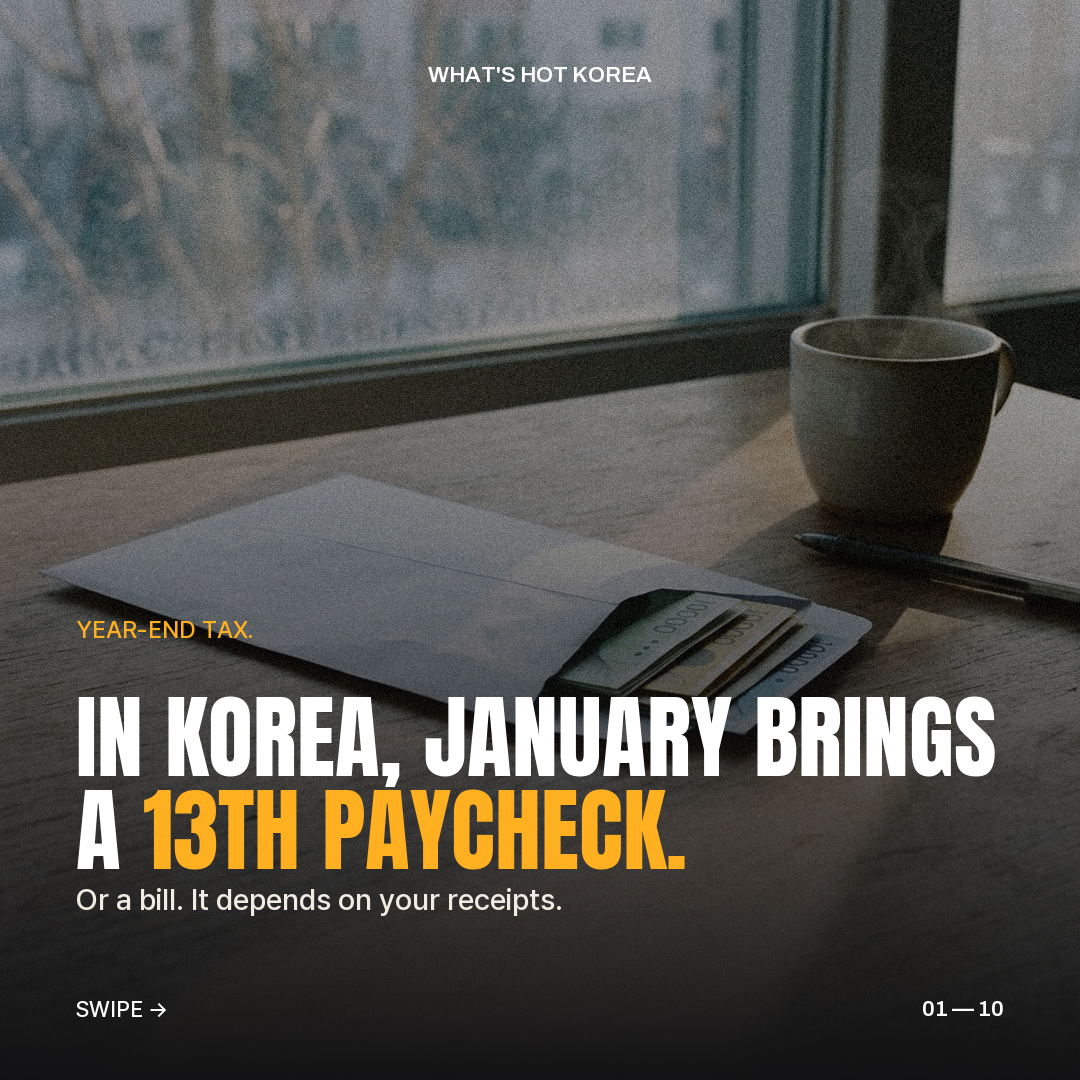 WHAT'S HOT KOREA
YEAR-END TAX.
IN KOREA, JANUARY BRINGS
A 13TH PAYCHECK.
Or a bill. It depends on your receipts.
SWIPE →
01 — 10